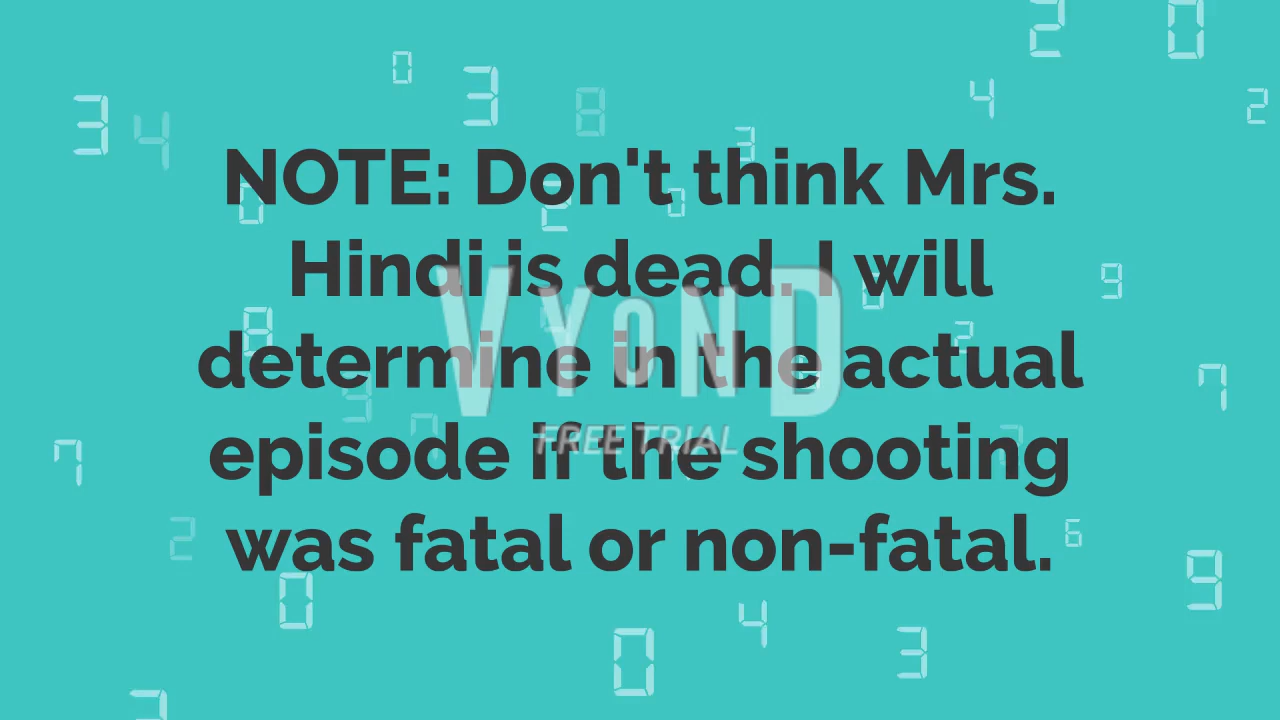 NOTE: Don't think Mrs.
Hindi is dead. I will
determine in the actual
episode if the shooting
was fatal or non-fatal.
VYOND
FREE TRIAL